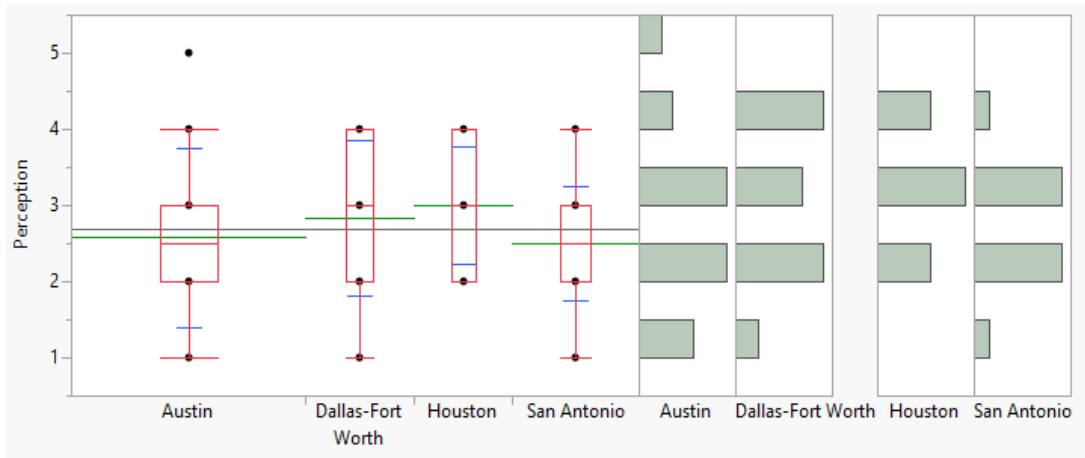 Perception
5
4
3
2
1
Austin
Dallas-Fort
Worth
Houston
San Antonio
Austin
Dallas-Fort Worth
Houston
San Antonio